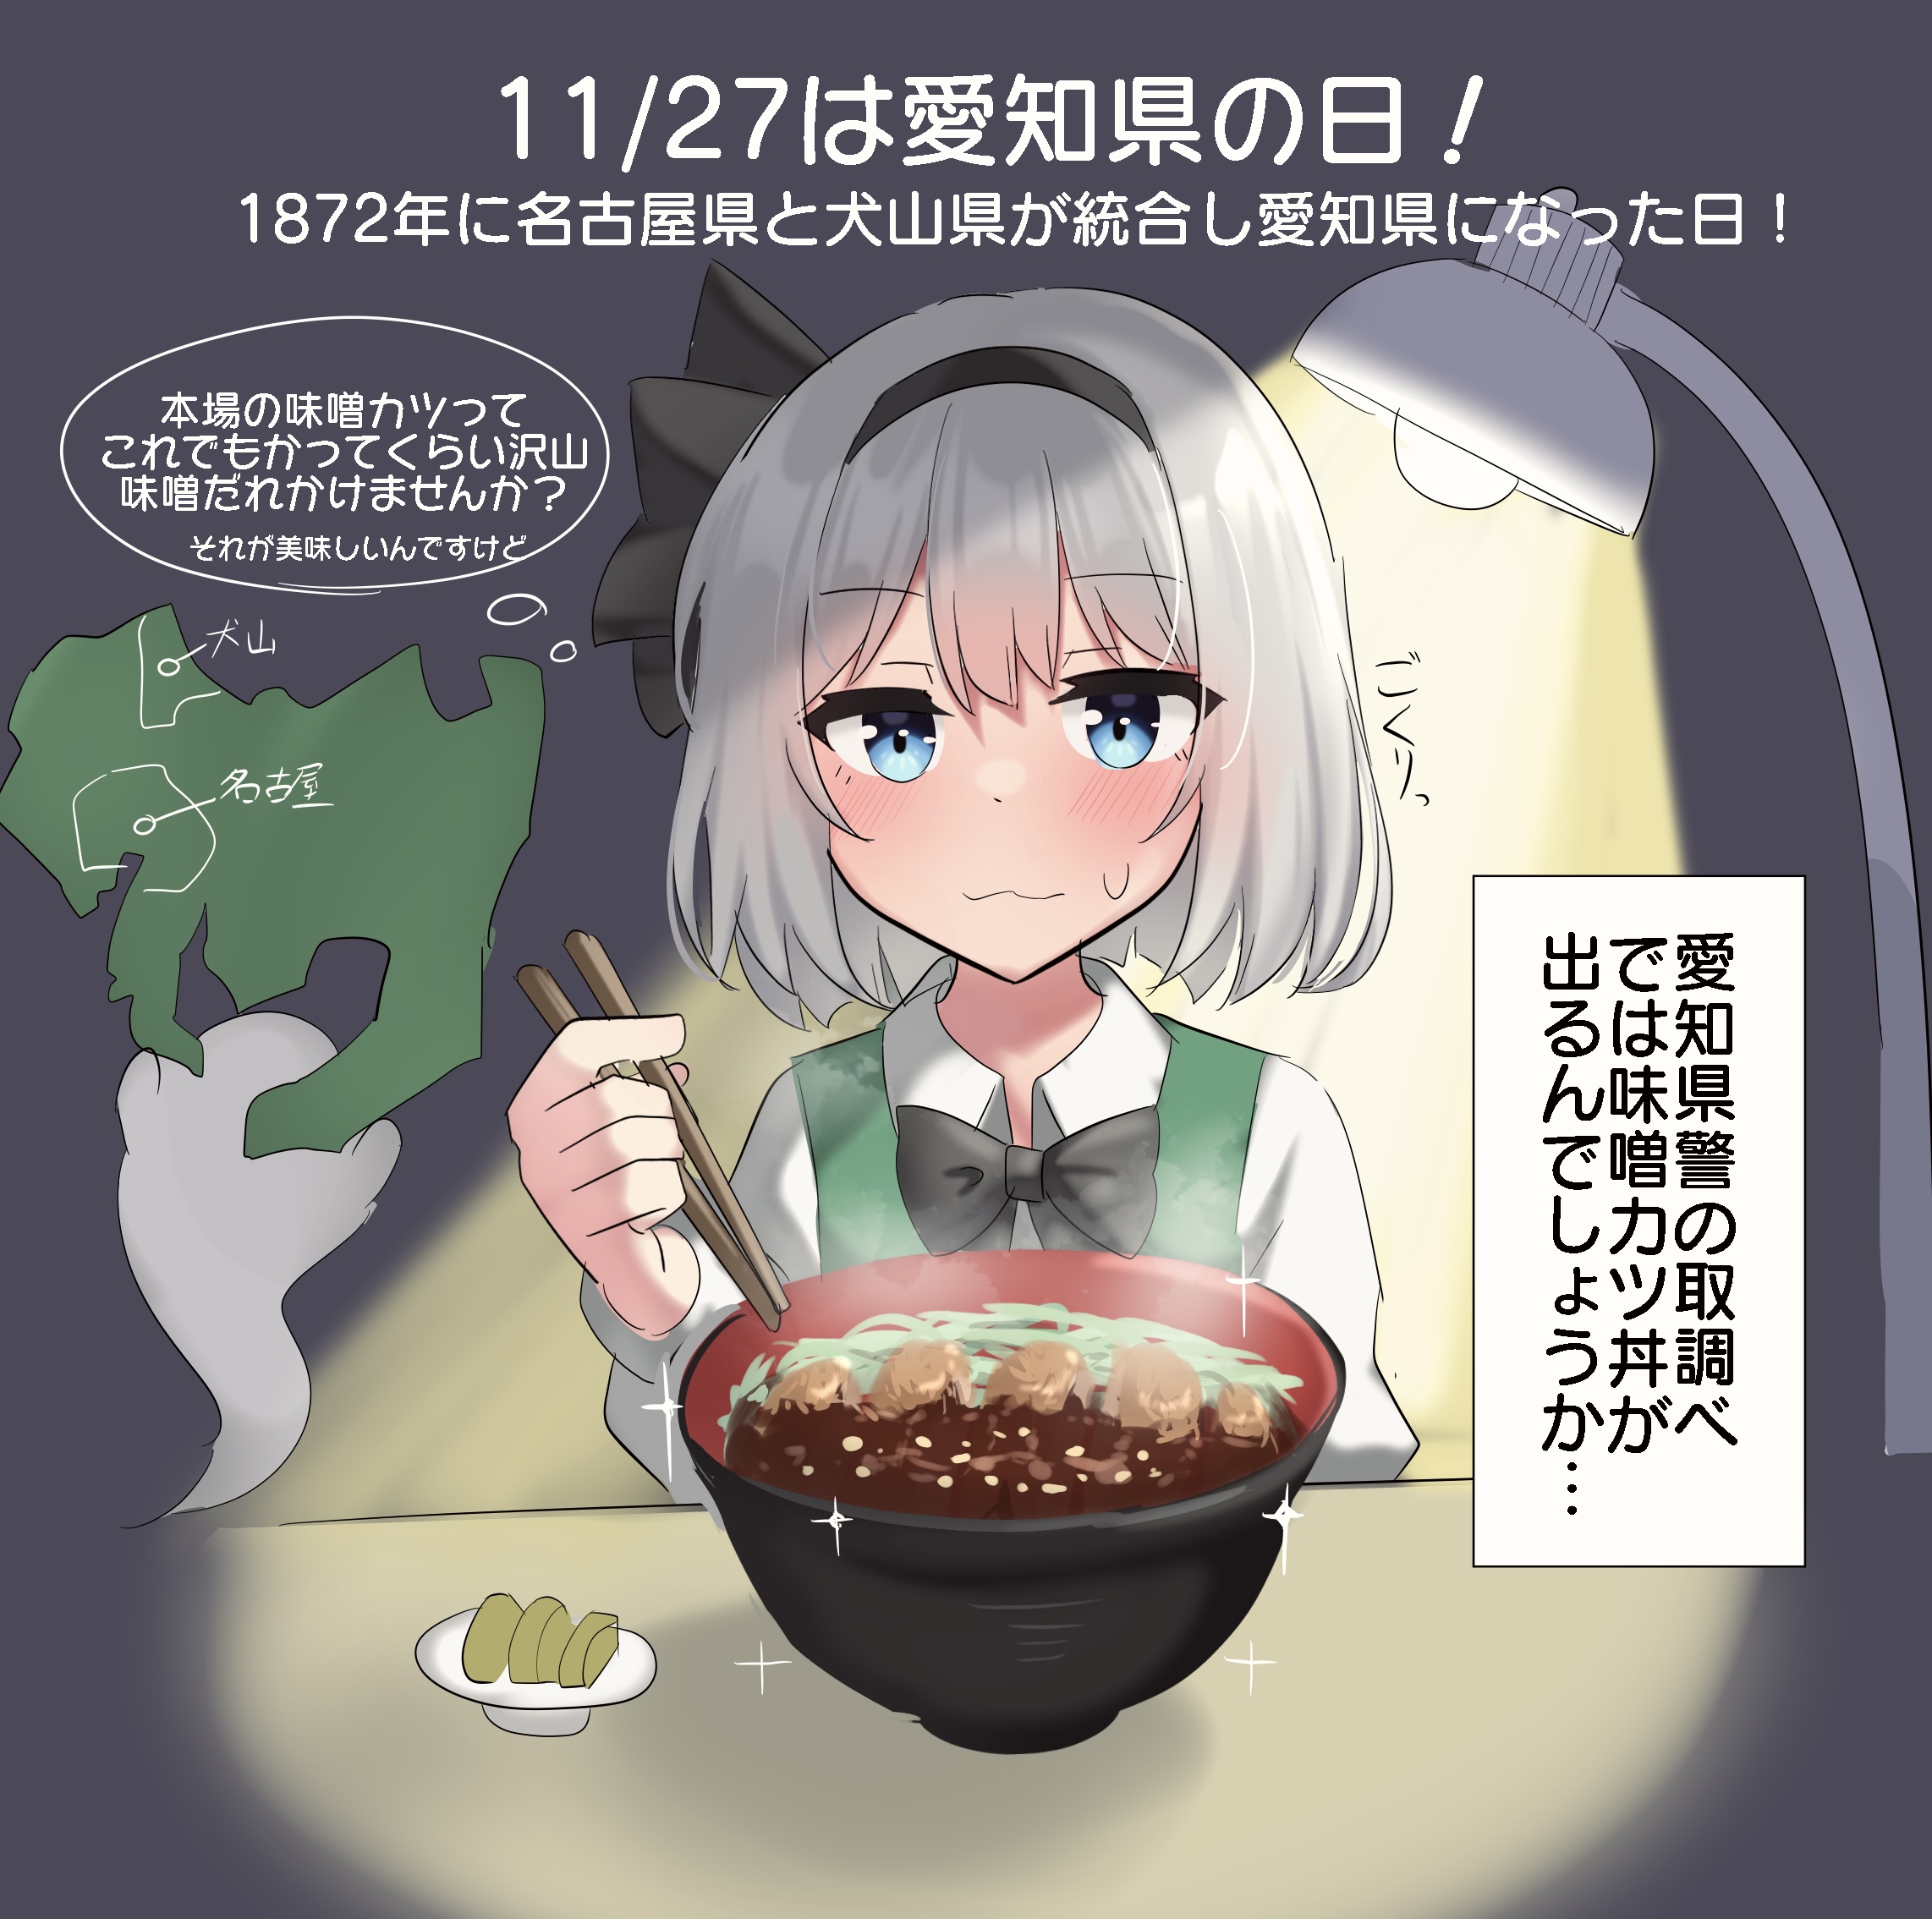 11/27は愛知県の日！
1872年に名古屋県と犬山県が統合し愛知県になった日！
本場の味噌カツって
これでもかってくらい沢山
味噌だれかけませんか？
それが美味しいんですけど
犬山
名古屋
ごくりっ
愛知県警の取調べ
では味噌カツ丼が
出るんでしょうか…